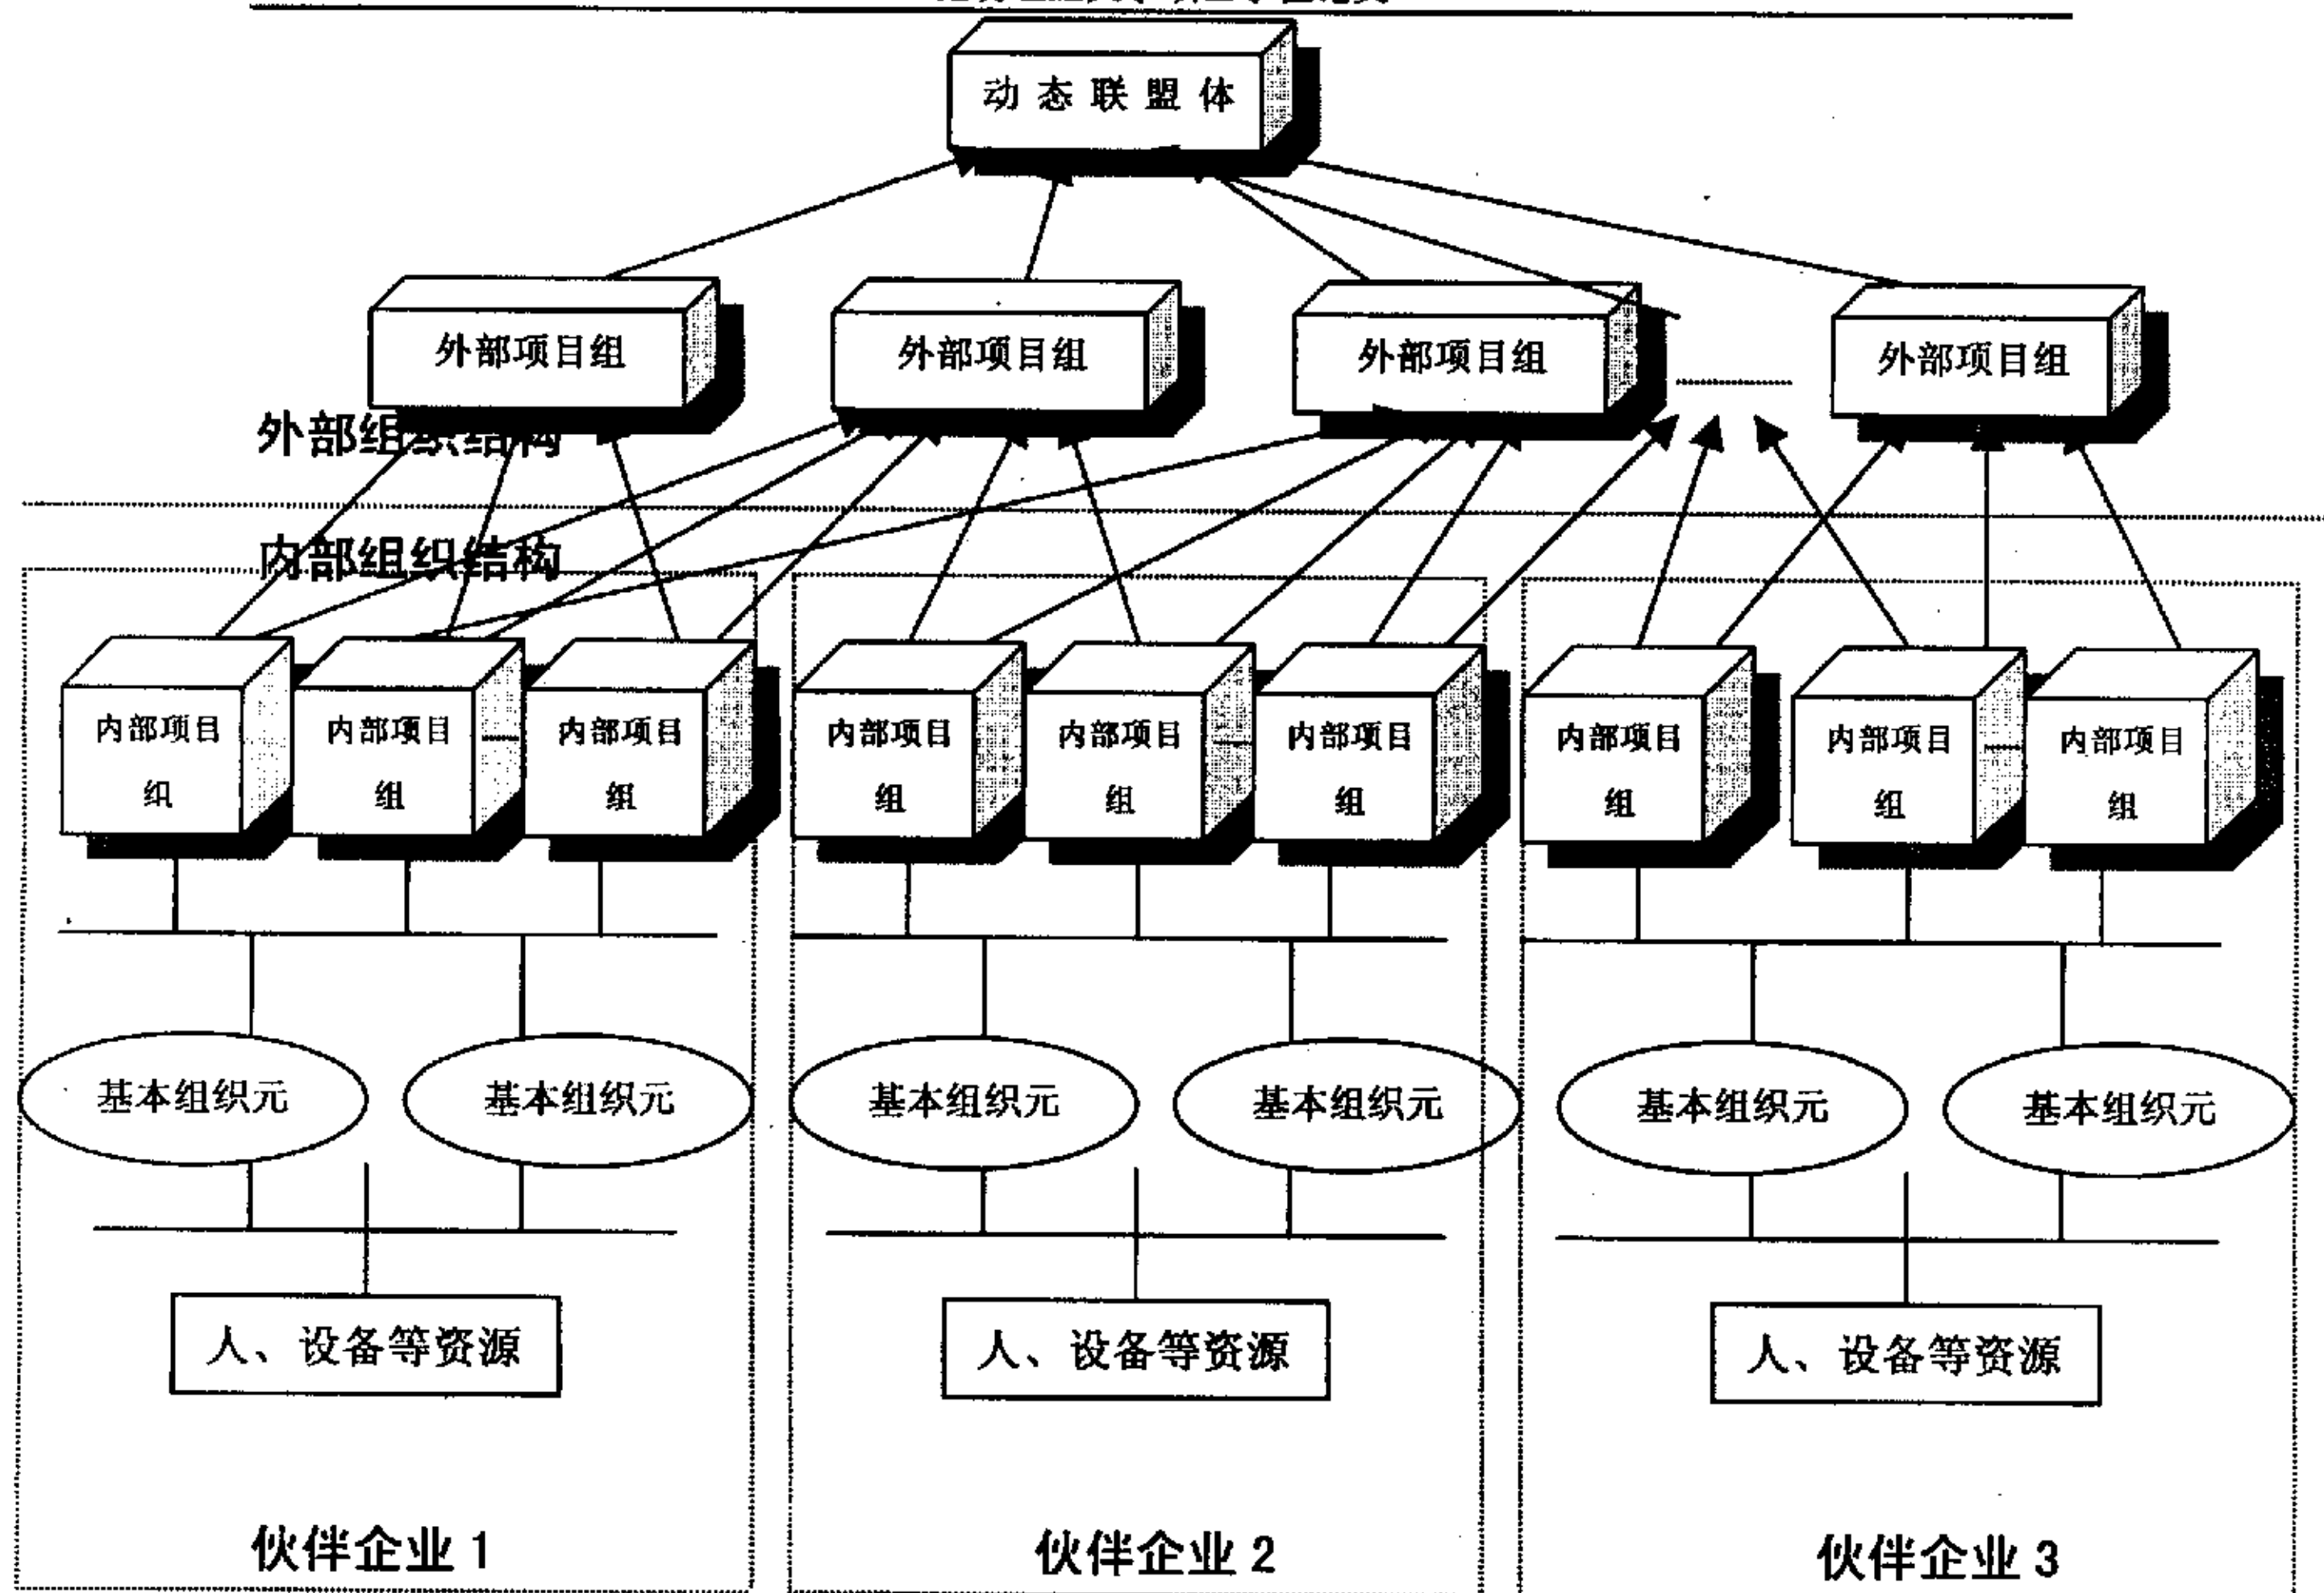 动态联盟体
外部项目组 外部项目组 外部项目组 外部项目组
外部组织结构
内部组织结构
内部项目 内部项目 内部项目 内部项目 内部项目 内部项目 内部项目 内部项目 内部项目
组 组 组 组 组 组 组 组 组
基本组织元 基本组织元 基本组织元 基本组织元 基本组织元 基本组织元
人、设备等资源 人、设备等资源 人、设备等资源
伙伴企业 1 伙伴企业 2 伙伴企业 3